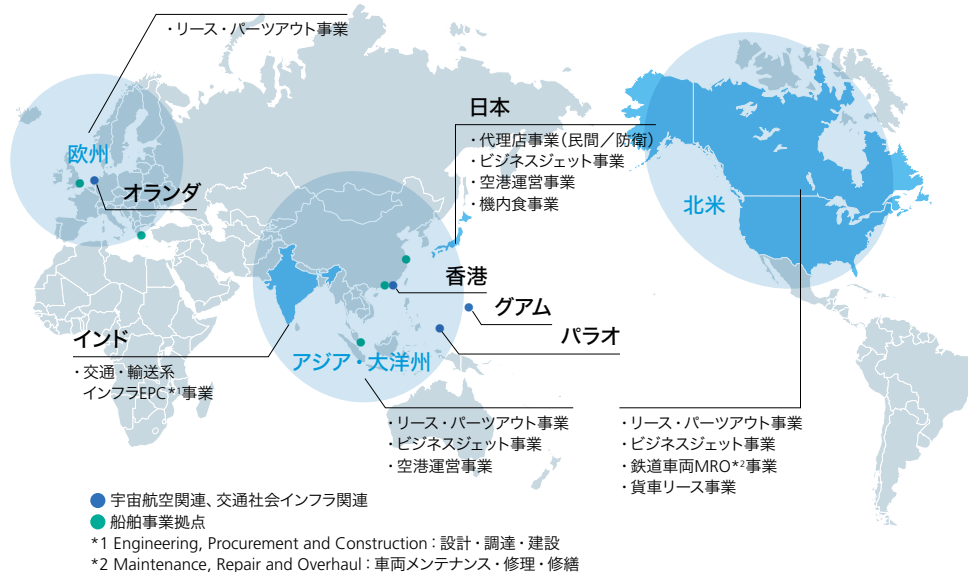 ・リース・パーツアウト事業
欧州
オランダ
日本
・代理店事業(民間／防衛)
・ビジネスジェット事業
・空港運営事業
・機内食事業
北米
香港
グアム
パラオ
インド
・交通・輸送系
インフラEPC*1事業
アジア・大洋州
・リース・パーツアウト事業
・ビジネスジェット事業
・空港運営事業
・リース・パーツアウト事業
・ビジネスジェット事業
・鉄道車両MRO*2事業
・貨車リース事業
宇宙航空関連、交通社会インフラ関連
船舶事業拠点
*1 Engineering, Procurement and Construction：設計・調達・建設
*2 Maintenance, Repair and Overhaul：車両メンテナンス・修理・修繕